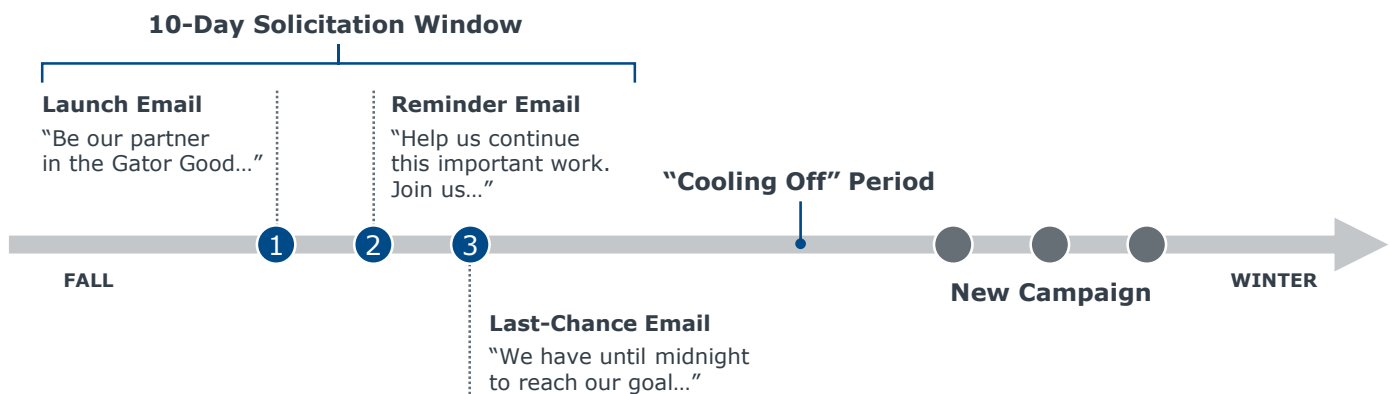 10-Day Solicitation Window
Launch Email
“Be our partner
in the Gator Good…”
Reminder Email
“Help us continue
this important work.
Join us…”
“Cooling Off” Period
1
2
3
FALL
WINTER
New Campaign
Last-Chance Email
“We have until midnight
to reach our goal…”